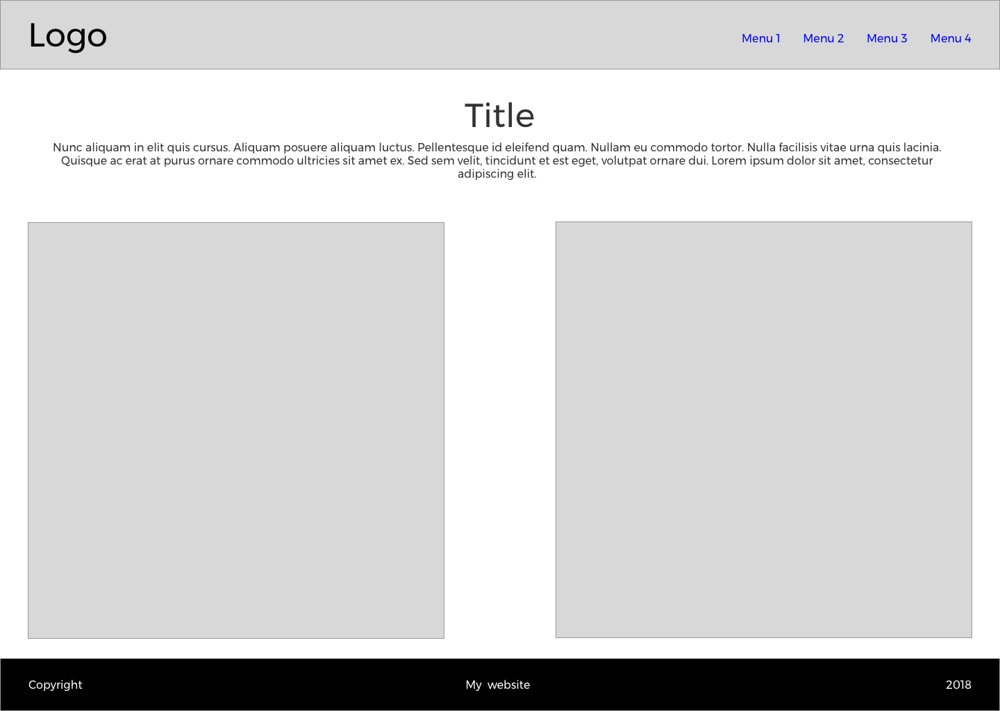 Logo
Menu 1 Menu 2 Menu 3 Menu 4
Title
Nunc aliquam in elit quis cursus. Aliquam posuere aliquam luctus. Pellentesque id eleifend quam. Nullam eu commodo tortor. Nulla facilisis vitae urna quis lacinia.
Quisque ac erat at purus ornare commodo ultricies sit amet ex. Sed sem velit, tincidunt et est eget, volutpat ornare dui. Lorem ipsum dolor sit amet, consectetur
adipiscing elit.
Copyright My website 2018